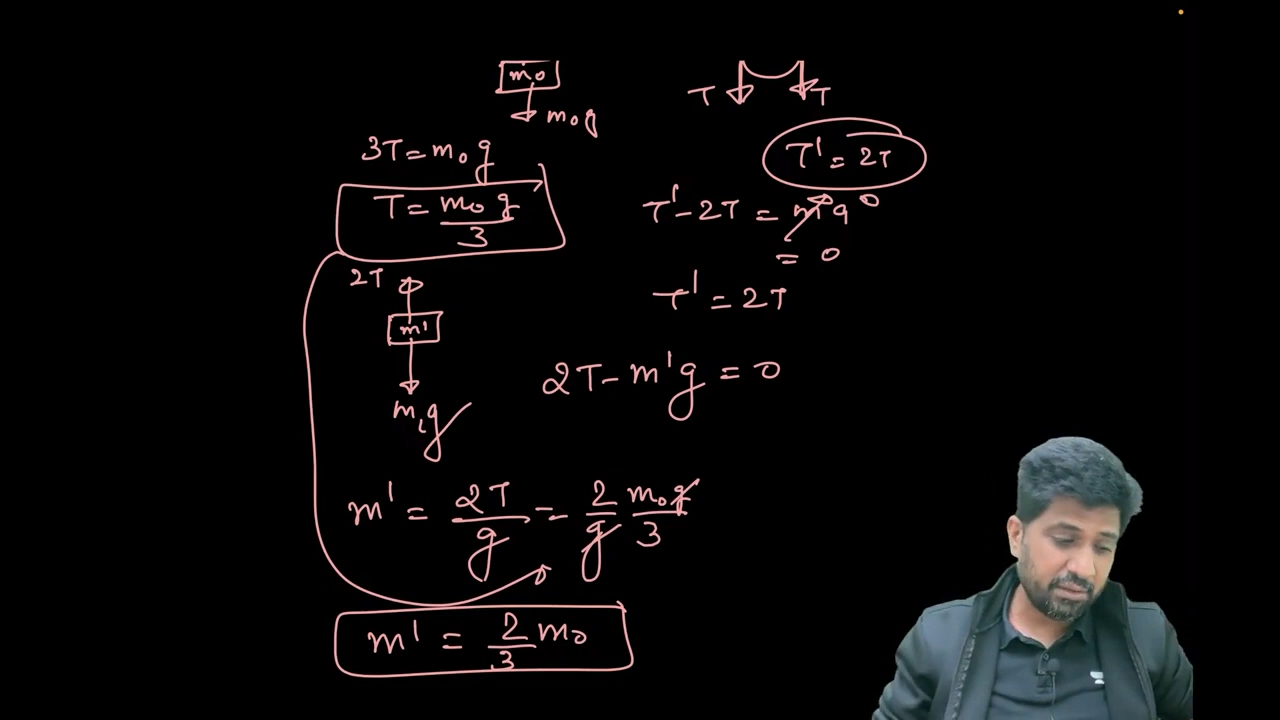 m₀
m₀g
T T
T' = 2T
3T = m₀g
T = m₀g/3
T' - 2T = m'g 0
= 0
T' = 2T
2T
m'
m₁g
2T - m'g = 0
m' = 2T/g = 2/g m₀g/3
m' = 2/3 m₀